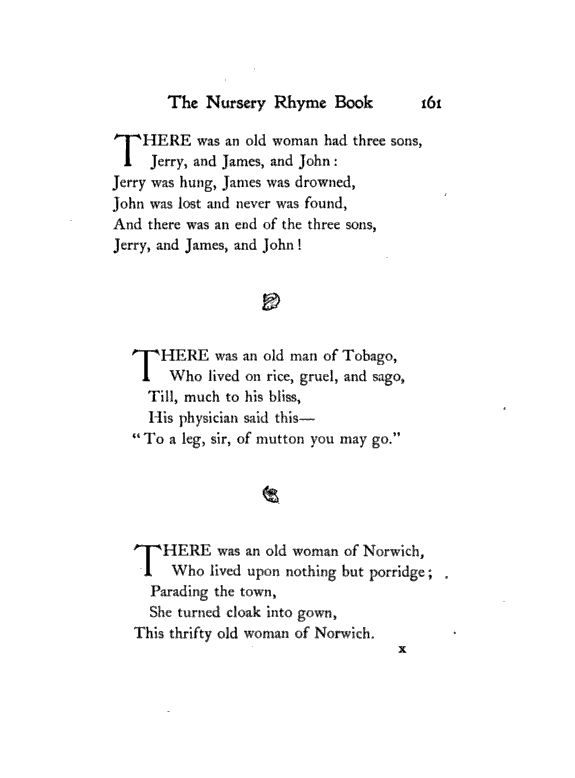 The Nursery Rhyme Book 161
THERE was an old woman had three sons,
Jerry, and James, and John :
Jerry was hung, James was drowned,
John was lost and never was found,
And there was an end of the three sons,
Jerry, and James, and John !
THERE was an old man of Tobago,
Who lived on rice, gruel, and sago,
Till, much to his bliss,
His physician said this—
“ To a leg, sir, of mutton you may go.”
THERE was an old woman of Norwich,
Who lived upon nothing but porridge ;
Parading the town,
She turned cloak into gown,
This thrifty old woman of Norwich.
x